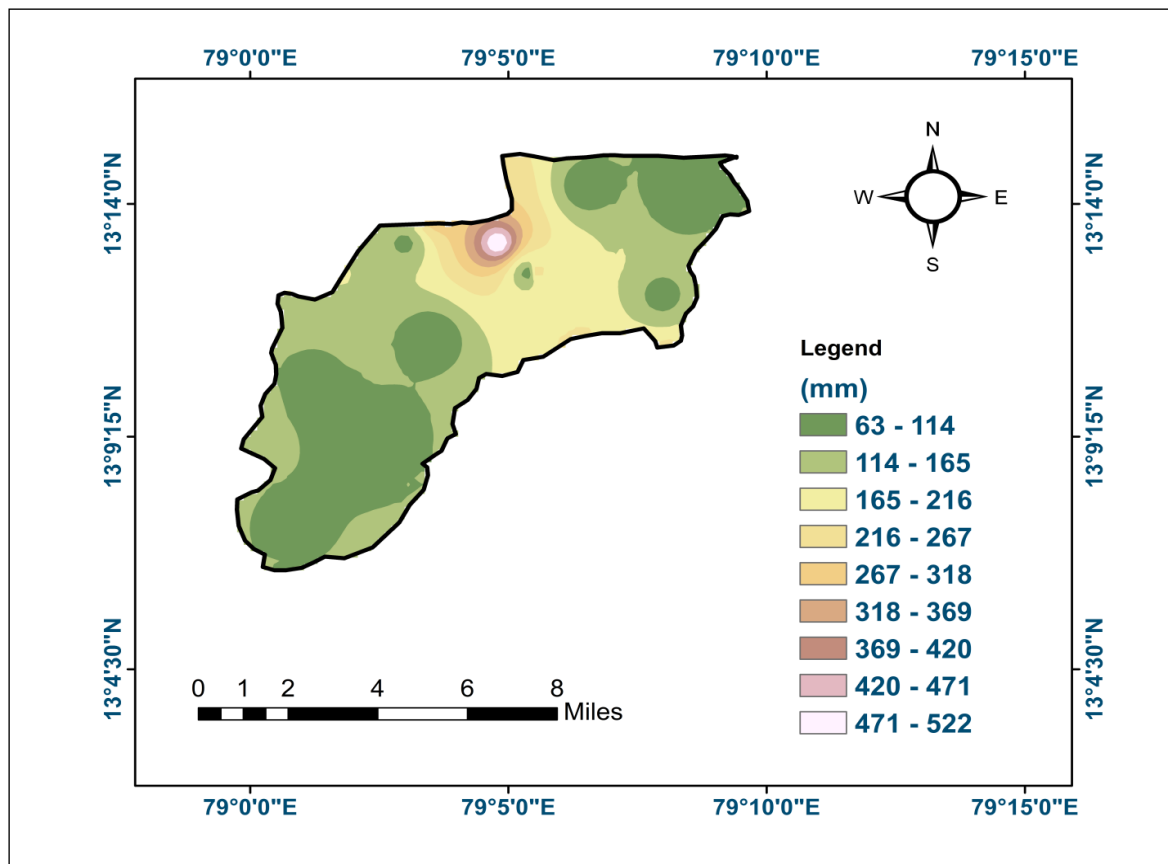 79°0'0"E 79°5'0"E 79°10'0"E 79°15'0"E
13°14'0"N
13°14'0"N
N
W E
S
Legend
(mm)
63 - 114
13°9'15"N
13°9'15"N
114 - 165
165 - 216
216 - 267
267 - 318
318 - 369
369 - 420
420 - 471
471 - 522
13°4'30"N
13°4'30"N
0 1 2 4 6 8
Miles
79°0'0"E 79°5'0"E 79°10'0"E 79°15'0"E